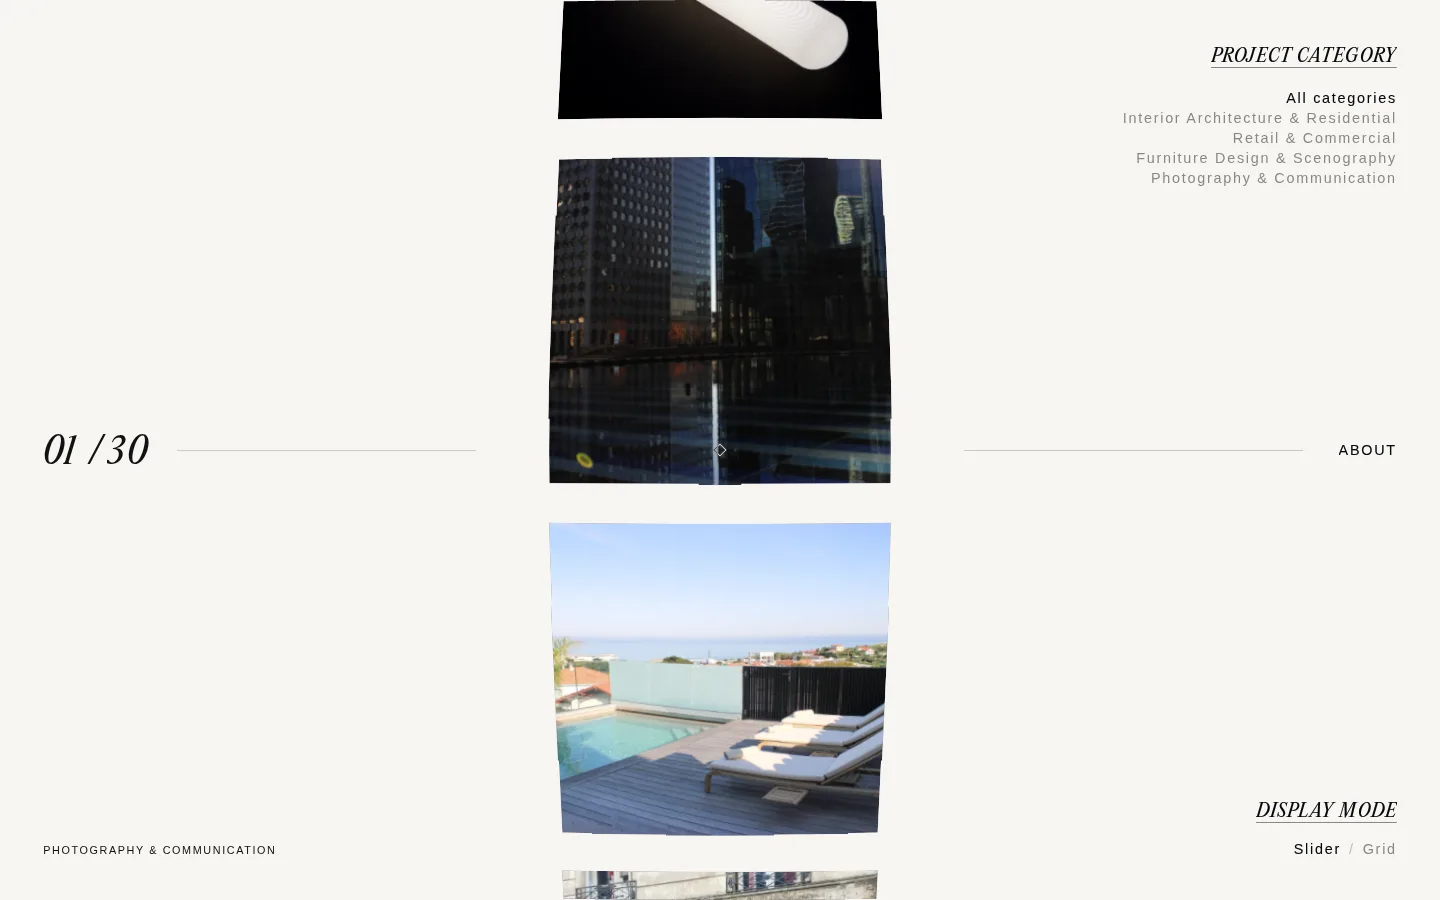 PROJECT CATEGORY
All categories
Interior Architecture & Residential
Retail & Commercial
Furniture Design & Scenography
Photography & Communication
01 /30
ABOUT
DISPLAY MODE
PHOTOGRAPHY & COMMUNICATION
Slider / Grid